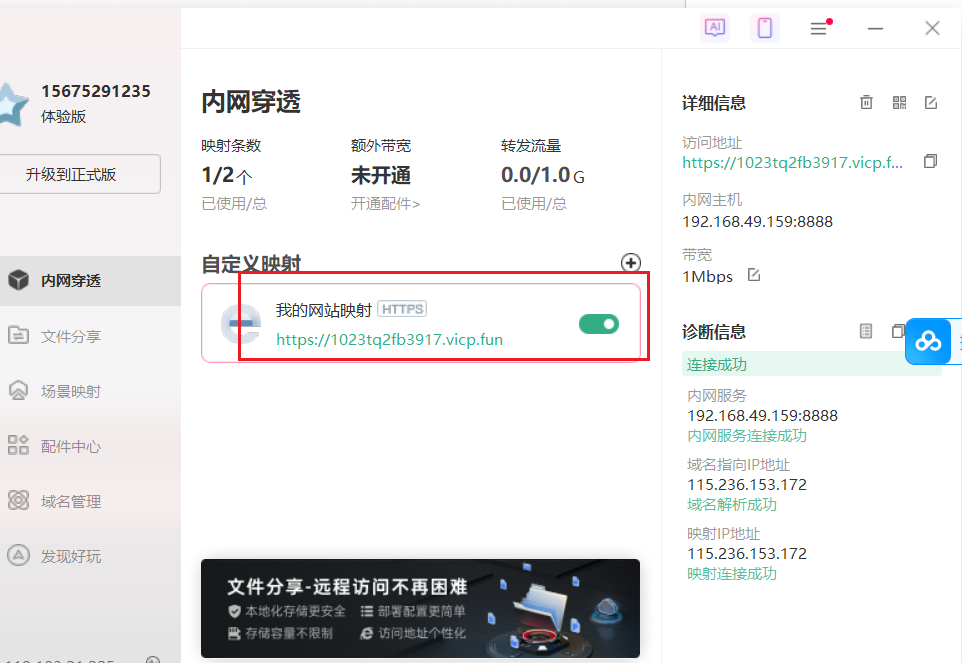 AI
15675291235
体验版
升级到正式版
内网穿透
文件分享
场景映射
配件中心
域名管理
发现好玩
内网穿透
映射条数
额外带宽
转发流量
1/2个
未开通
0.0/1.0 G
已使用/总
开通配件>
已使用/总
自定义映射
我的网站映射 HTTPS
https://1023tq2fb3917.vicp.fun
文件分享-远程访问不再困难
本地化存储更安全 部署配置更简单
存储容量不限制 访问地址个性化
详细信息
访问地址
https://1023tq2fb3917.vicp.f...
内网主机
192.168.49.159:8888
带宽
1Mbps
诊断信息
连接成功
内网服务
192.168.49.159:8888
内网服务连接成功
域名指向IP地址
115.236.153.172
域名解析成功
映射IP地址
115.236.153.172
映射连接成功